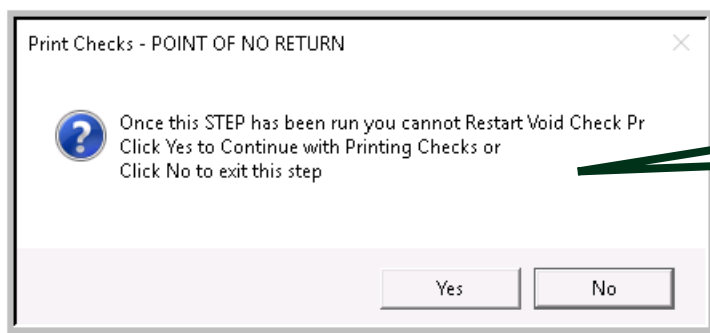 Print Checks - POINT OF NO RETURN
Once this STEP has been run you cannot Restart Void Check Pr
Click Yes to Continue with Printing Checks or
Click No to exit this step
Yes
No